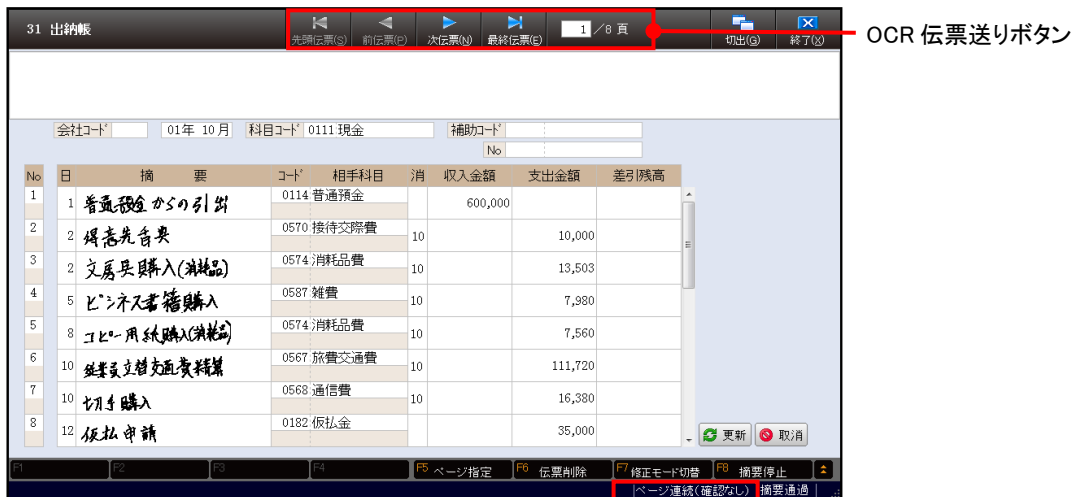 31 出納帳
先頭伝票(S) 前伝票(P) 次伝票(N) 最終伝票(E) 1 /8 頁 切出(G) 終了(X)
OCR 伝票送りボタン
会社コード 01年 10月 科目コード 0111 現金 補助コード
No
No 日 摘 要 コード 相手科目 消 収入金額 支出金額 差引残高
1 1 普通預金からの引出 0114 普通預金 600,000
2 2 得意先香典 0570 接待交際費 10 10,000
3 2 文房具購入(消耗品) 0574 消耗品費 10 13,503
4 5 ビジネス書籍購入 0587 雑費 10 7,980
5 8 コピー用紙購入(消耗品) 0574 消耗品費 10 7,560
6 10 従業員立替交通費精算 0567 旅費交通費 10 111,720
7 10 切手購入 0568 通信費 10 16,380
8 12 仮払申請 0182 仮払金 35,000
更新 取消
F1 F2 F3 F4 F5 ページ指定 F6 伝票削除 F7 修正モード切替 F8 摘要停止
ページ連続(確認なし) 摘要通過